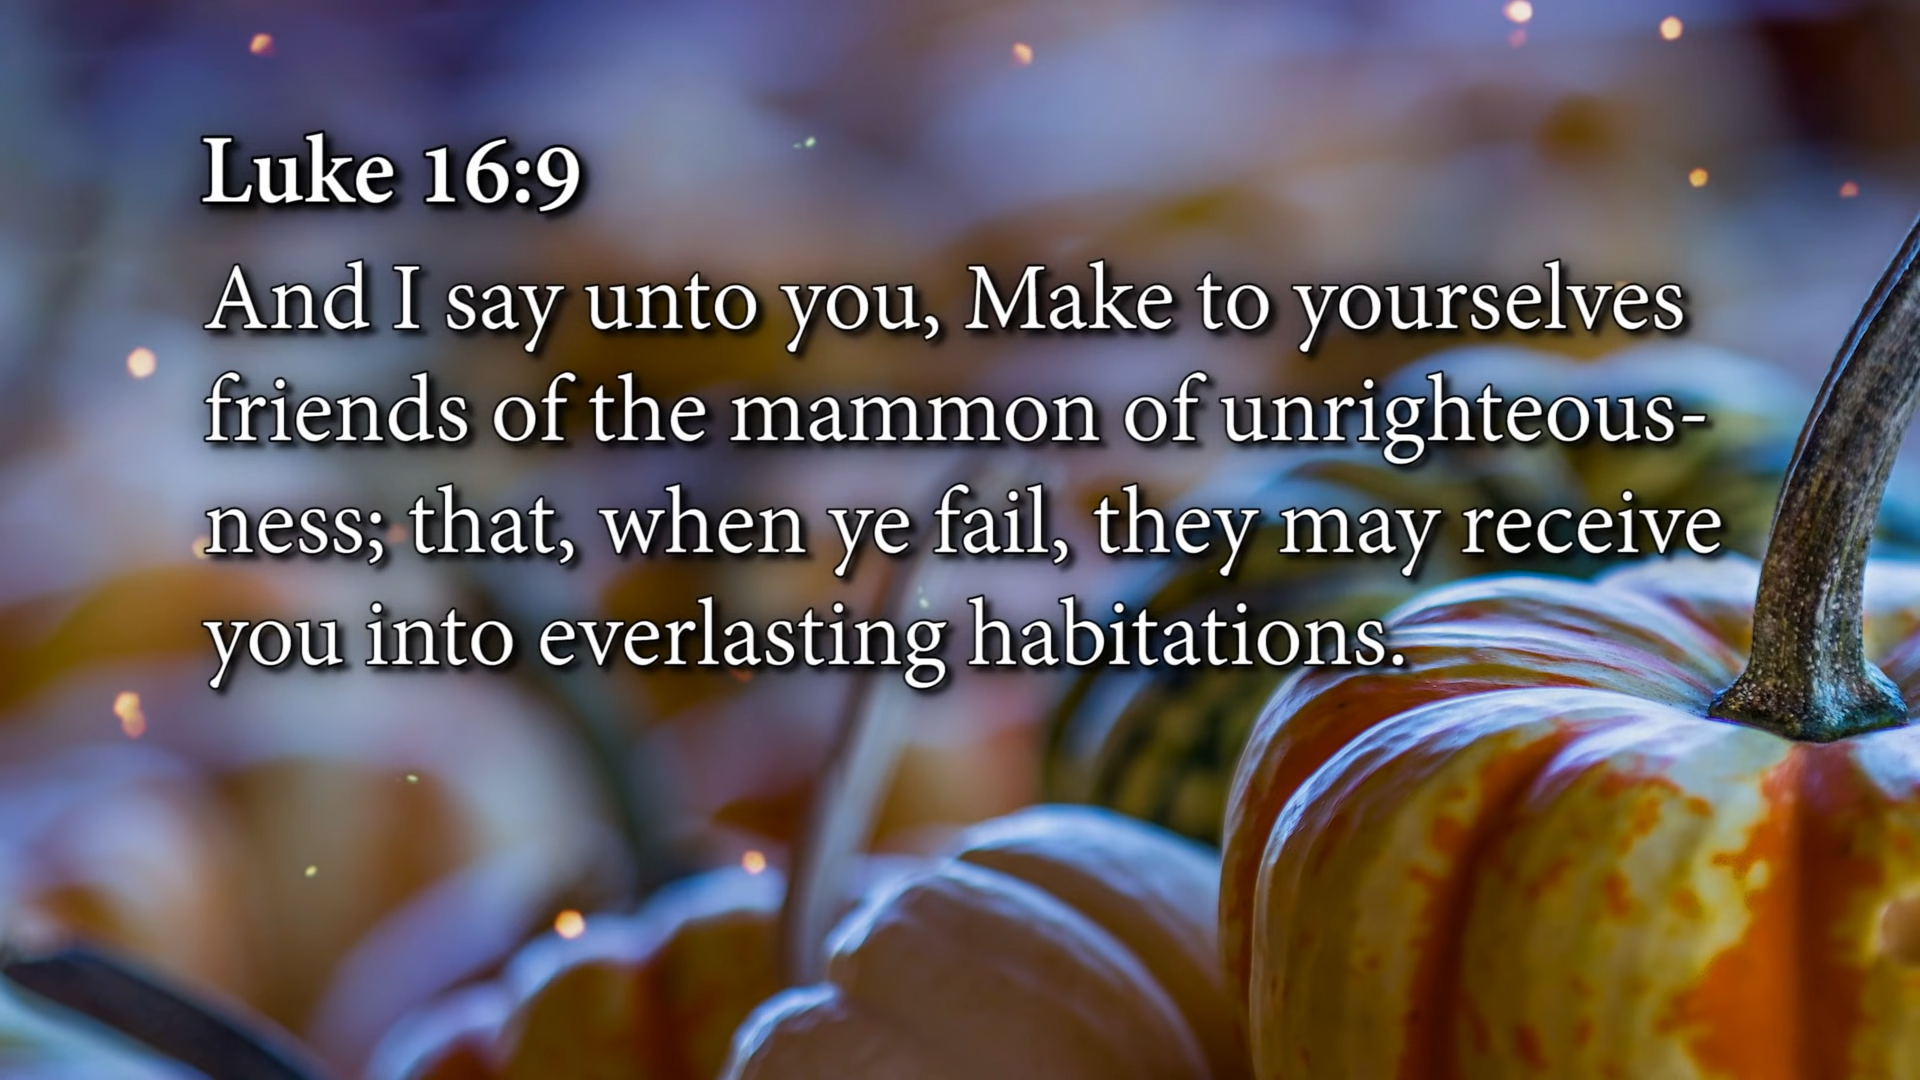 Luke 16:9
And I say unto you, Make to yourselves
friends of the mammon of unrighteous-
ness; that, when ye fail, they may receive
you into everlasting habitations.